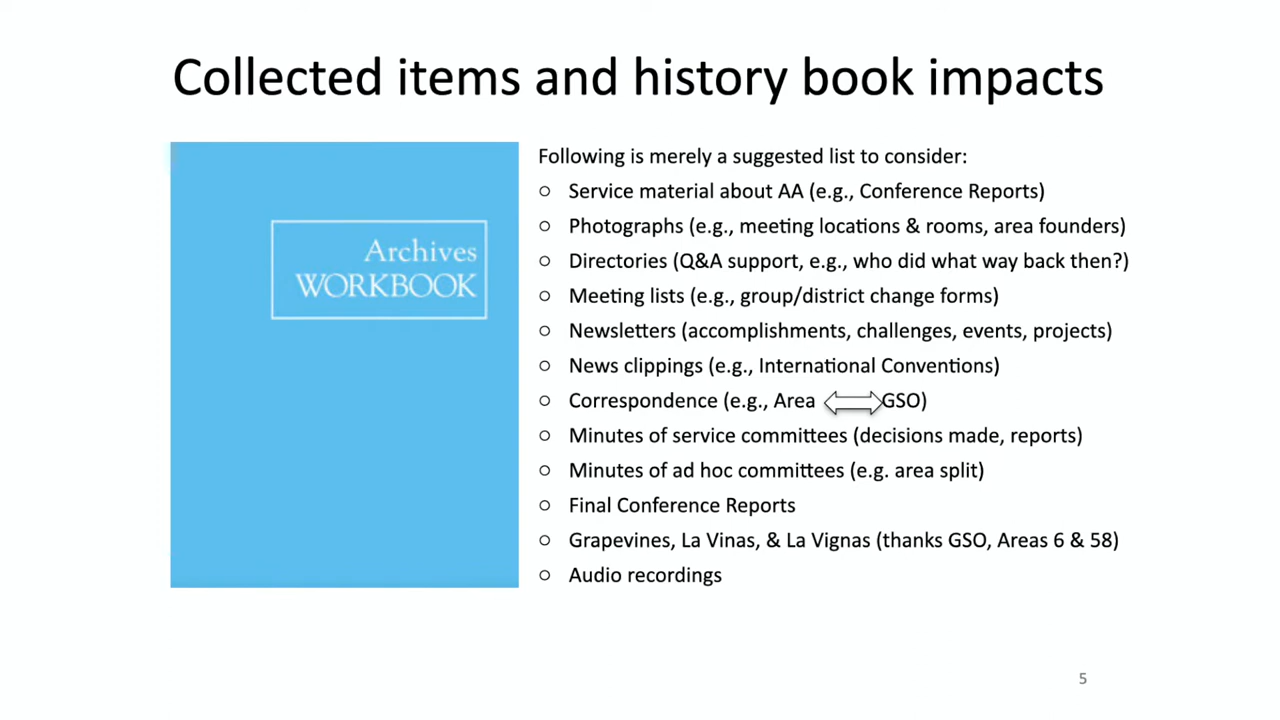 Collected items and history book impacts
Archives
WORKBOOK
Following is merely a suggested list to consider:
○ Service material about AA (e.g., Conference Reports)
○ Photographs (e.g., meeting locations & rooms, area founders)
○ Directories (Q&A support, e.g., who did what way back then?)
○ Meeting lists (e.g., group/district change forms)
○ Newsletters (accomplishments, challenges, events, projects)
○ News clippings (e.g., International Conventions)
○ Correspondence (e.g., Area GSO)
○ Minutes of service committees (decisions made, reports)
○ Minutes of ad hoc committees (e.g. area split)
○ Final Conference Reports
○ Grapevines, La Vinas, & La Vignas (thanks GSO, Areas 6 & 58)
○ Audio recordings
5